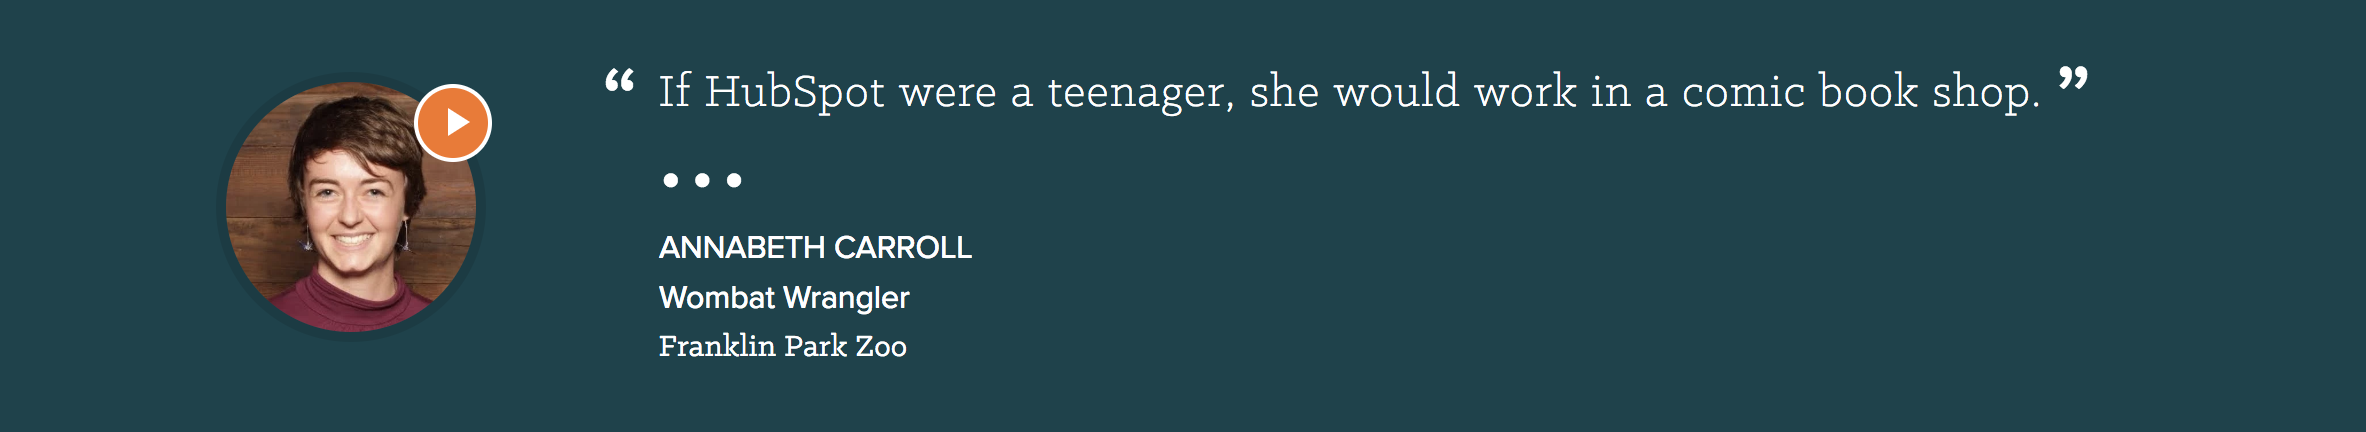 “ If HubSpot were a teenager, she would work in a comic book shop. ”
•••
ANNABETH CARROLL
Wombat Wrangler
Franklin Park Zoo